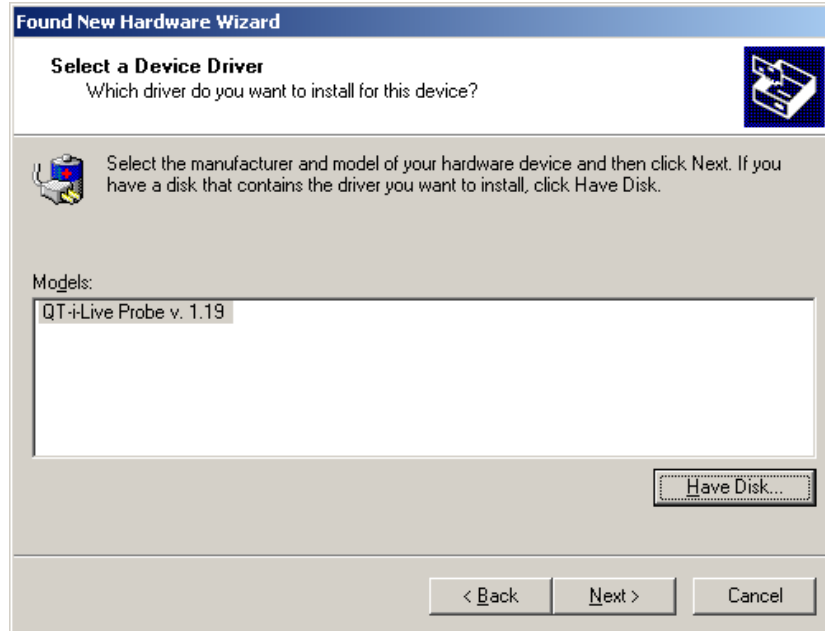 Found New Hardware Wizard
Select a Device Driver
Which driver do you want to install for this device?
Select the manufacturer and model of your hardware device and then click Next. If you
have a disk that contains the driver you want to install, click Have Disk.
Models:
QT-i-Live Probe v. 1.19
Have Disk...
< Back Next > Cancel